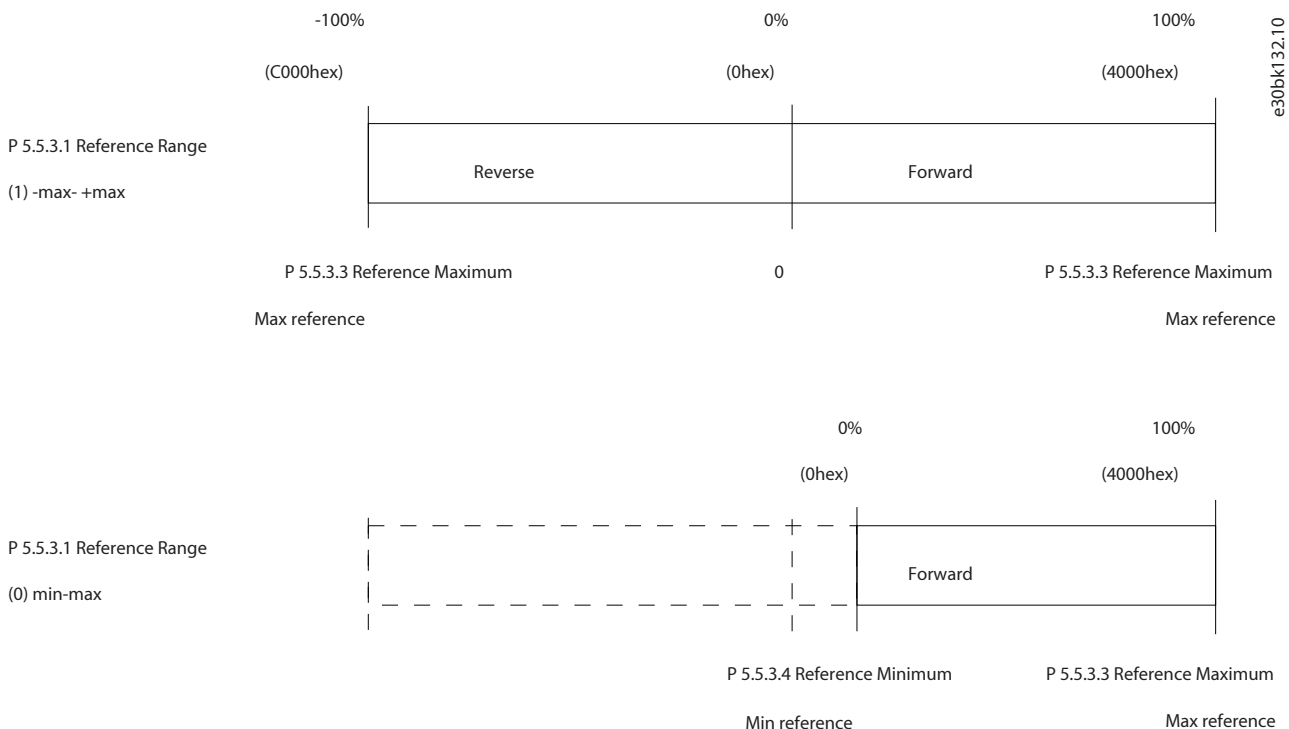 -100% 0% 100%
(C000hex) (0hex) (4000hex)
e30bk132.10
P 5.5.3.1 Reference Range
(1) -max- +max
Reverse Forward
P 5.5.3.3 Reference Maximum 0 P 5.5.3.3 Reference Maximum
Max reference Max reference
0% 100%
(0hex) (4000hex)
P 5.5.3.1 Reference Range
(0) min-max
Forward
P 5.5.3.4 Reference Minimum P 5.5.3.3 Reference Maximum
Min reference Max reference